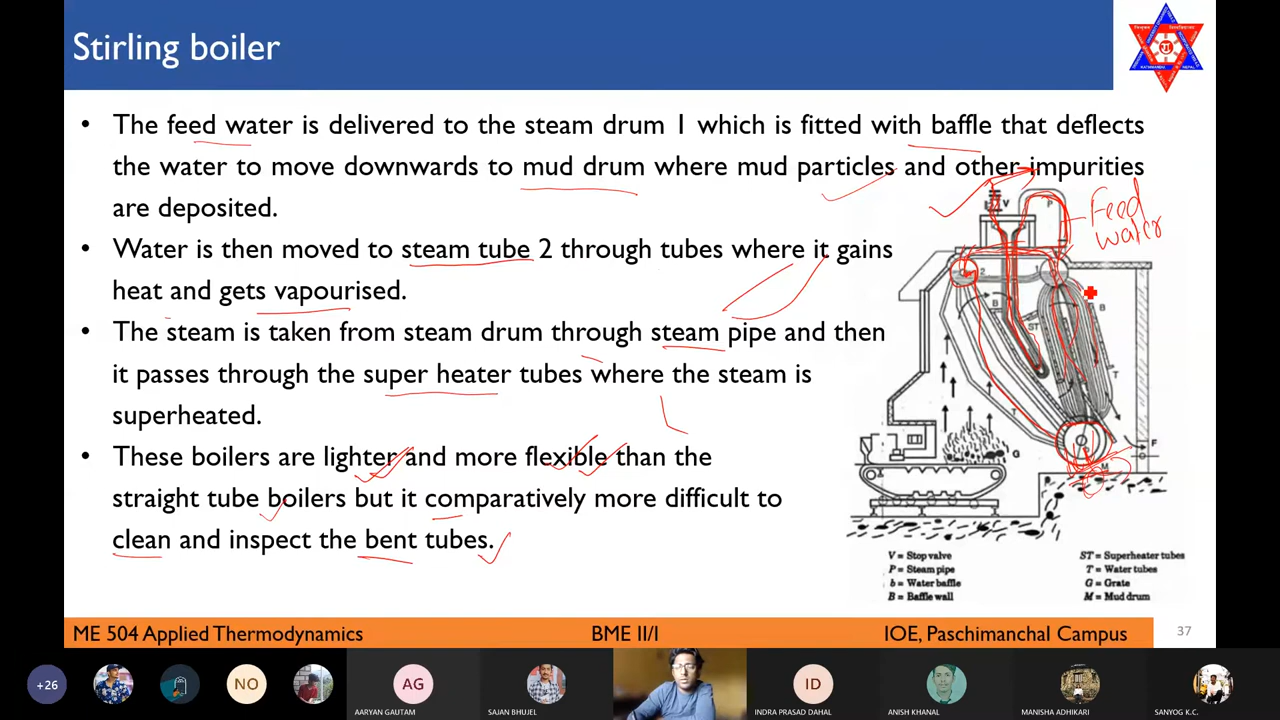 Stirling boiler
• The feed water is delivered to the steam drum 1 which is fitted with baffle that deflects
the water to move downwards to mud drum where mud particles and other impurities
are deposited.
• Water is then moved to steam tube 2 through tubes where it gains
heat and gets vapourised.
• The steam is taken from steam drum through steam pipe and then
it passes through the super heater tubes where the steam is
superheated.
• These boilers are lighter and more flexible than the
straight tube boilers but it comparatively more difficult to
clean and inspect the bent tubes.
Feed
water
V
P
2
1
B
B
ST
T
T
G
F
M
V = Stop valve
P = Steam pipe
b = Water baffle
B = Baffle wall
ST = Superheater tubes
T = Water tubes
G = Grate
M = Mud drum
ME 504 Applied Thermodynamics
BME II/I
IOE, Paschimanchal Campus
37
+26
NO
AG
ID
AARYAN GAUTAM
SAJAN BHUJEL
INDRA PRASAD DAHAL
ANISH KHANAL
MANISHA ADHIKARI
SANYOG K.C.